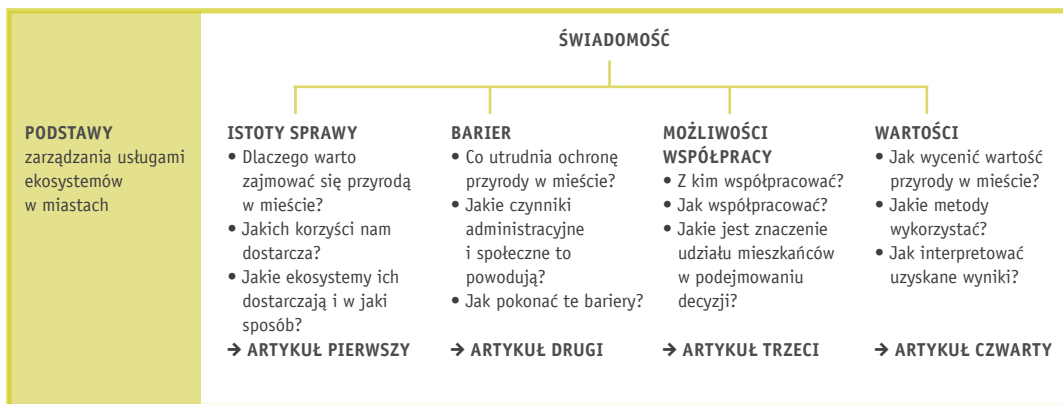 ŚWIADOMOŚĆ
PODSTAWY
zarządzania usługami
ekosystemów
w miastach
ISTOTY SPRAWY
• Dlaczego warto
zajmować się przyrodą
w mieście?
• Jakich korzyści nam
dostarcza?
• Jakie ekosystemy ich
dostarczają i w jaki
sposób?
→ ARTYKUŁ PIERWSZY
BARIER
• Co utrudnia ochronę
przyrody w mieście?
• Jakie czynniki
administracyjne
i społeczne to
powodują?
• Jak pokonać te bariery?
→ ARTYKUŁ DRUGI
MOŻLIWOŚCI
WSPÓŁPRACY
• Z kim współpracować?
• Jak współpracować?
• Jakie jest znaczenie
udziału mieszkańców
w podejmowaniu
decyzji?
→ ARTYKUŁ TRZECI
WARTOŚCI
• Jak wycenić wartość
przyrody w mieście?
• Jakie metody
wykorzystać?
• Jak interpretować
uzyskane wyniki?
→ ARTYKUŁ CZWARTY